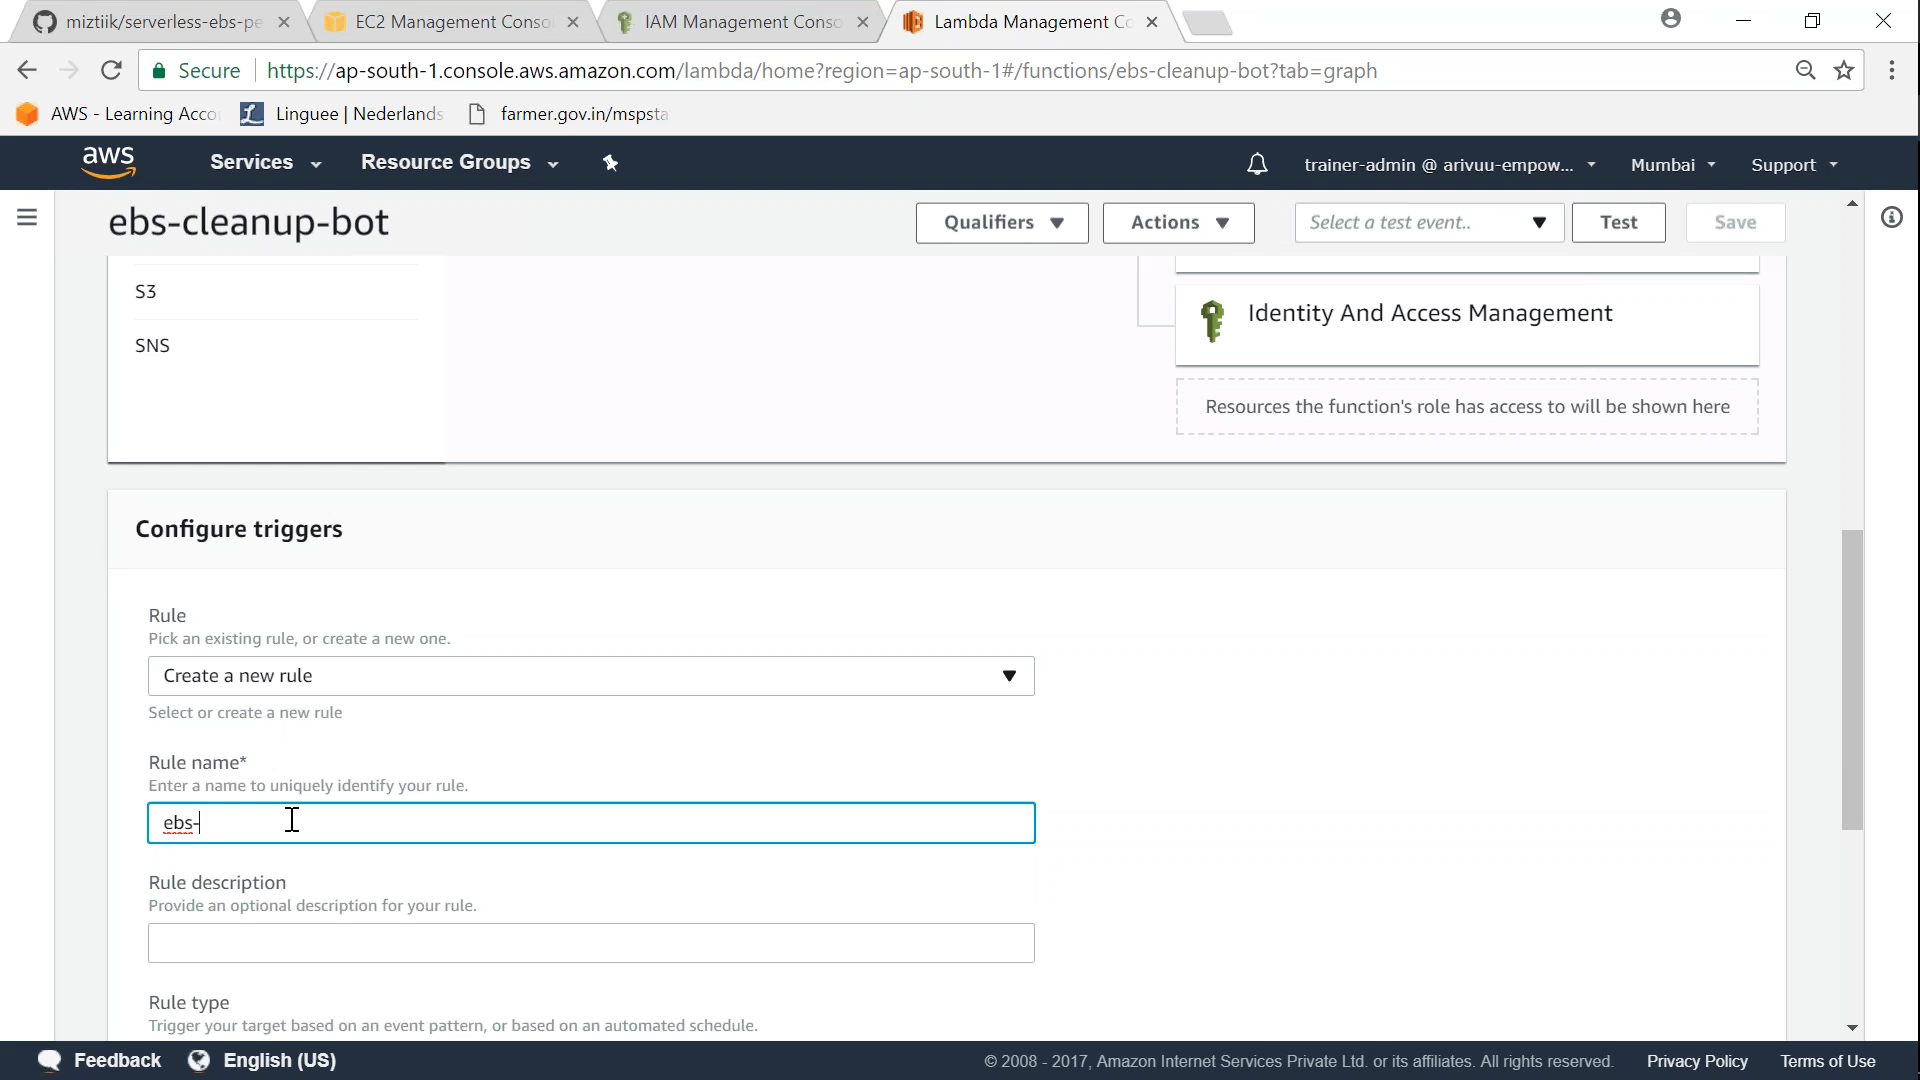 miztiik/serverless-ebs-pe
EC2 Management Conso
IAM Management Conso
Lambda Management Co
Secure
https://ap-south-1.console.aws.amazon.com/lambda/home?region=ap-south-1#/functions/ebs-cleanup-bot?tab=graph
AWS - Learning Acco
Linguee | Nederlands
farmer.gov.in/mspsta
aws
Services
Resource Groups
trainer-admin @ arivuu-empow...
Mumbai
Support
ebs-cleanup-bot
Qualifiers
Actions
Select a test event..
Test
Save
S3
SNS
Identity And Access Management
Resources the function's role has access to will be shown here
Configure triggers
Rule
Pick an existing rule, or create a new one.
Create a new rule
Select or create a new rule
Rule name*
Enter a name to uniquely identify your rule.
ebs-
Rule description
Provide an optional description for your rule.
Rule type
Trigger your target based on an event pattern, or based on an automated schedule.
Feedback
English (US)
© 2008 - 2017, Amazon Internet Services Private Ltd. or its affiliates. All rights reserved.
Privacy Policy
Terms of Use